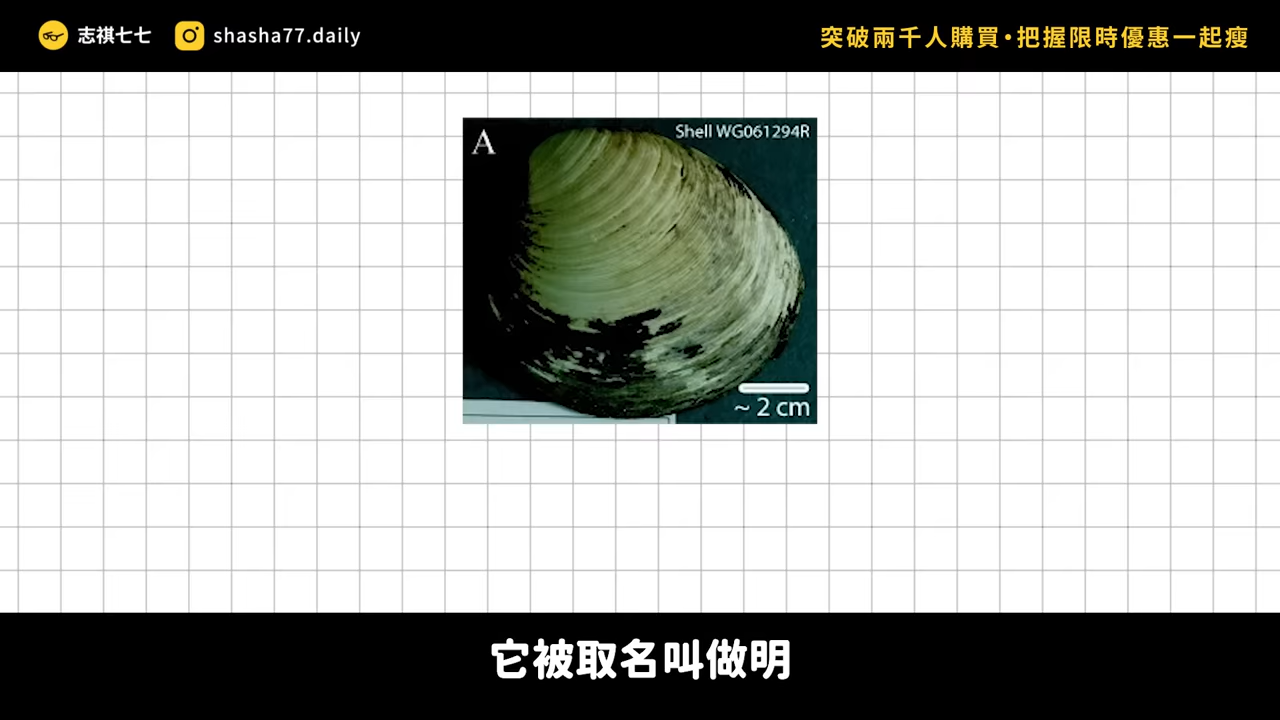 志祺七七
shasha77.daily
突破兩千人購買•把握限時優惠一起瘦
A
Shell WG061294R
~ 2 cm
它被取名叫做明